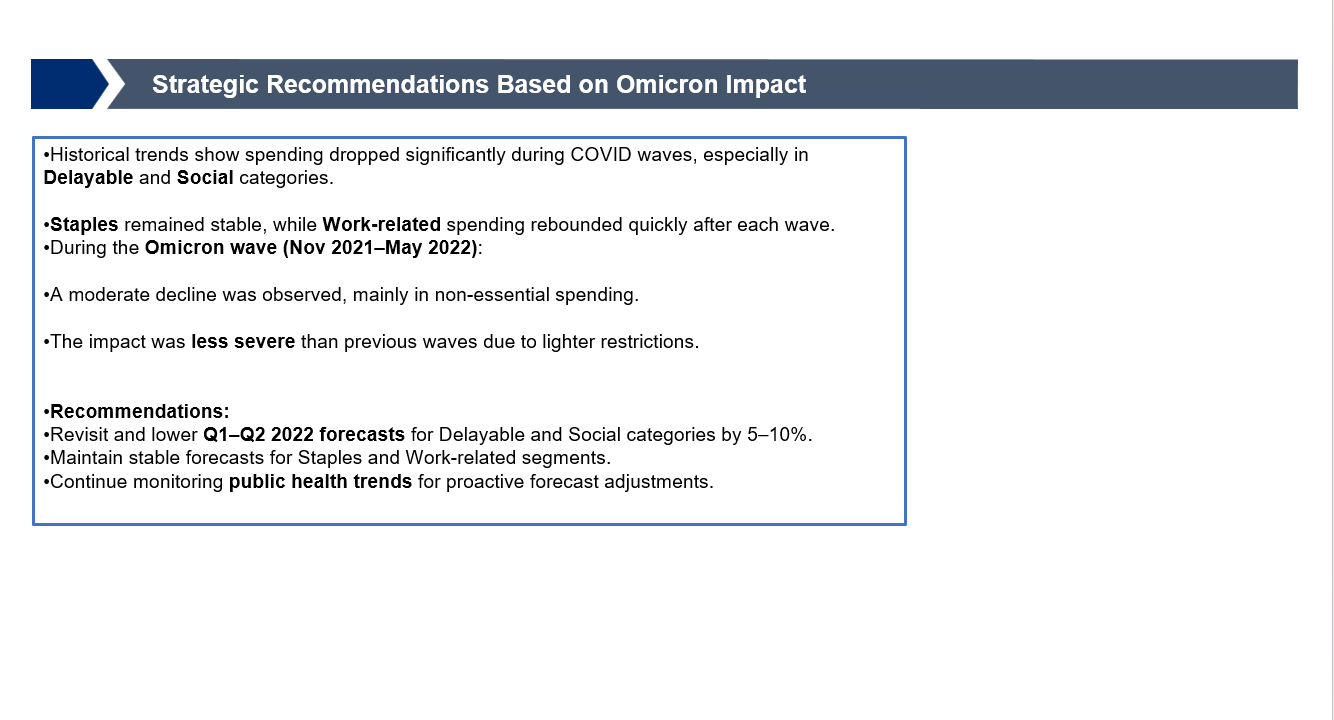 Strategic Recommendations Based on Omicron Impact
•Historical trends show spending dropped significantly during COVID waves, especially in
Delayable and Social categories.
•Staples remained stable, while Work-related spending rebounded quickly after each wave.
•During the Omicron wave (Nov 2021–May 2022):
•A moderate decline was observed, mainly in non-essential spending.
•The impact was less severe than previous waves due to lighter restrictions.
•Recommendations:
•Revisit and lower Q1–Q2 2022 forecasts for Delayable and Social categories by 5–10%.
•Maintain stable forecasts for Staples and Work-related segments.
•Continue monitoring public health trends for proactive forecast adjustments.